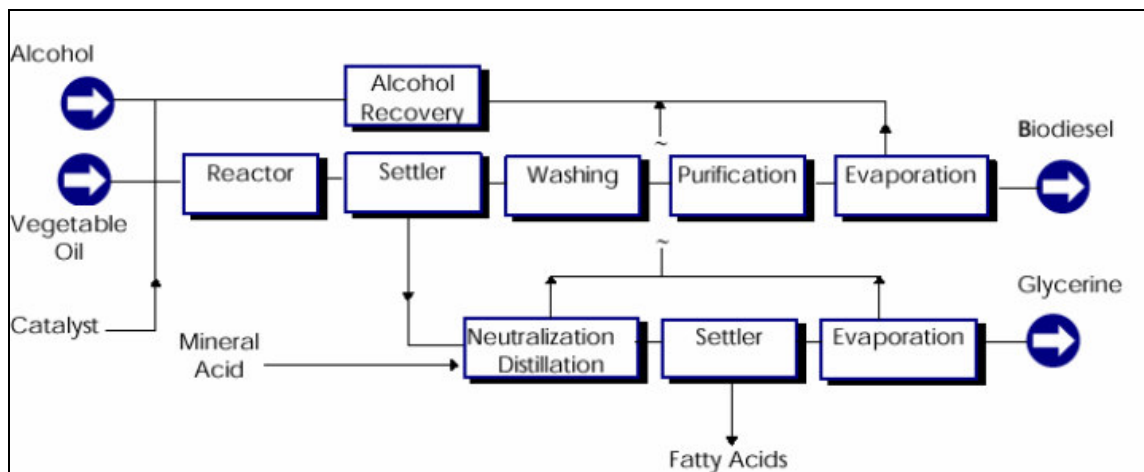 Alcohol
Alcohol
Recovery
Biodiesel
Reactor
Settler
Washing
Purification
Evaporation
Vegetable
Oil
~
~
Glycerine
Catalyst
Mineral
Acid
Neutralization
Distillation
Settler
Evaporation
Fatty Acids